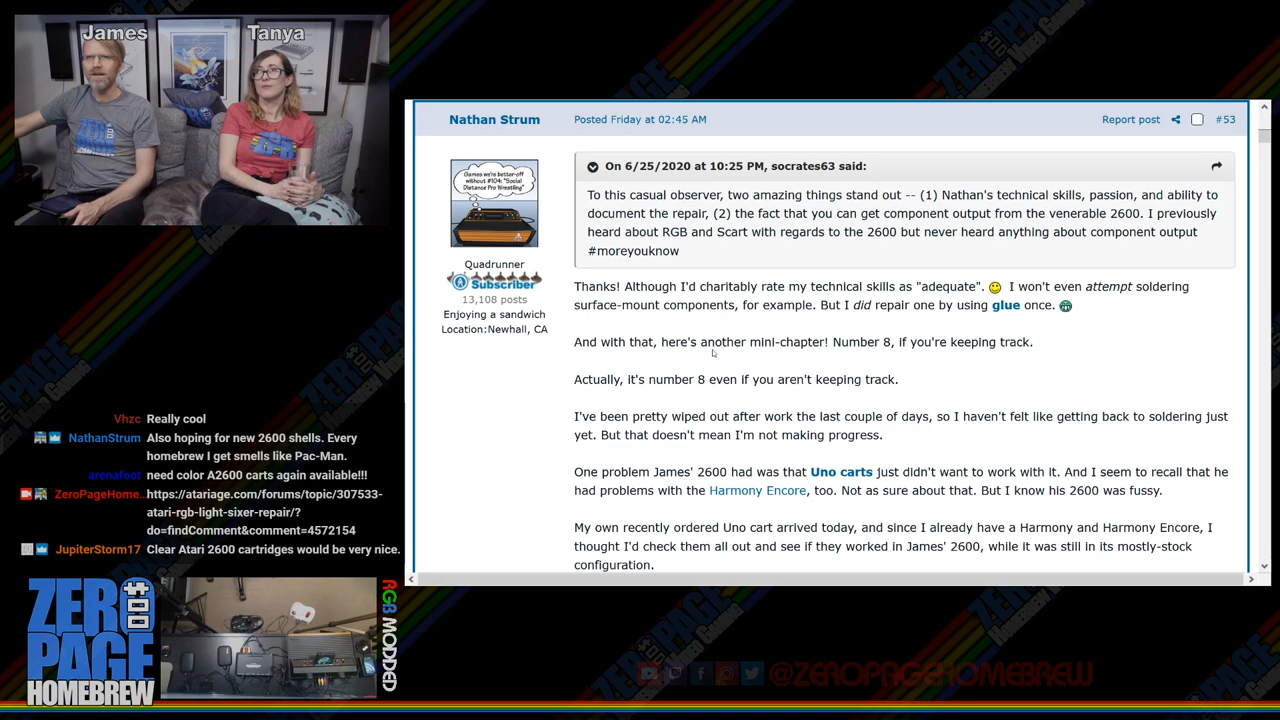 James
Tanya
Nathan Strum
Posted Friday at 02:45 AM
Report post
#53
Games we're better-off
without #104: "Social
Distance Pro Wrestling"
Quadrunner
Subscriber
13,108 posts
Enjoying a sandwich
Location:Newhall, CA
On 6/25/2020 at 10:25 PM, socrates63 said:
To this casual observer, two amazing things stand out -- (1) Nathan's technical skills, passion, and ability to
document the repair, (2) the fact that you can get component output from the venerable 2600. I previously
heard about RGB and Scart with regards to the 2600 but never heard anything about component output
#moreyouknow
Thanks! Although I'd charitably rate my technical skills as "adequate". I won't even attempt soldering
surface-mount components, for example. But I did repair one by using glue once.
And with that, here's another mini-chapter! Number 8, if you're keeping track.
Actually, it's number 8 even if you aren't keeping track.
I've been pretty wiped out after work the last couple of days, so I haven't felt like getting back to soldering just
yet. But that doesn't mean I'm not making progress.
One problem James' 2600 had was that Uno carts just didn't want to work with it. And I seem to recall that he
had problems with the Harmony Encore, too. Not as sure about that. But I know his 2600 was fussy.
My own recently ordered Uno cart arrived today, and since I already have a Harmony and Harmony Encore, I
thought I'd check them all out and see if they worked in James' 2600, while it was still in its mostly-stock
configuration.
Vhzc Really cool
NathanStrum Also hoping for new 2600 shells. Every
homebrew I get smells like Pac-Man.
arenafoot need color A2600 carts again available!!!
ZeroPageHome… https://atariage.com/forums/topic/307533-
atari-rgb-light-sixer-repair/?
do=findComment&comment=4572154
JupiterStorm17 Clear Atari 2600 cartridges would be very nice.
ZERO
PAGE
HOMEBREW
RGB MODDED